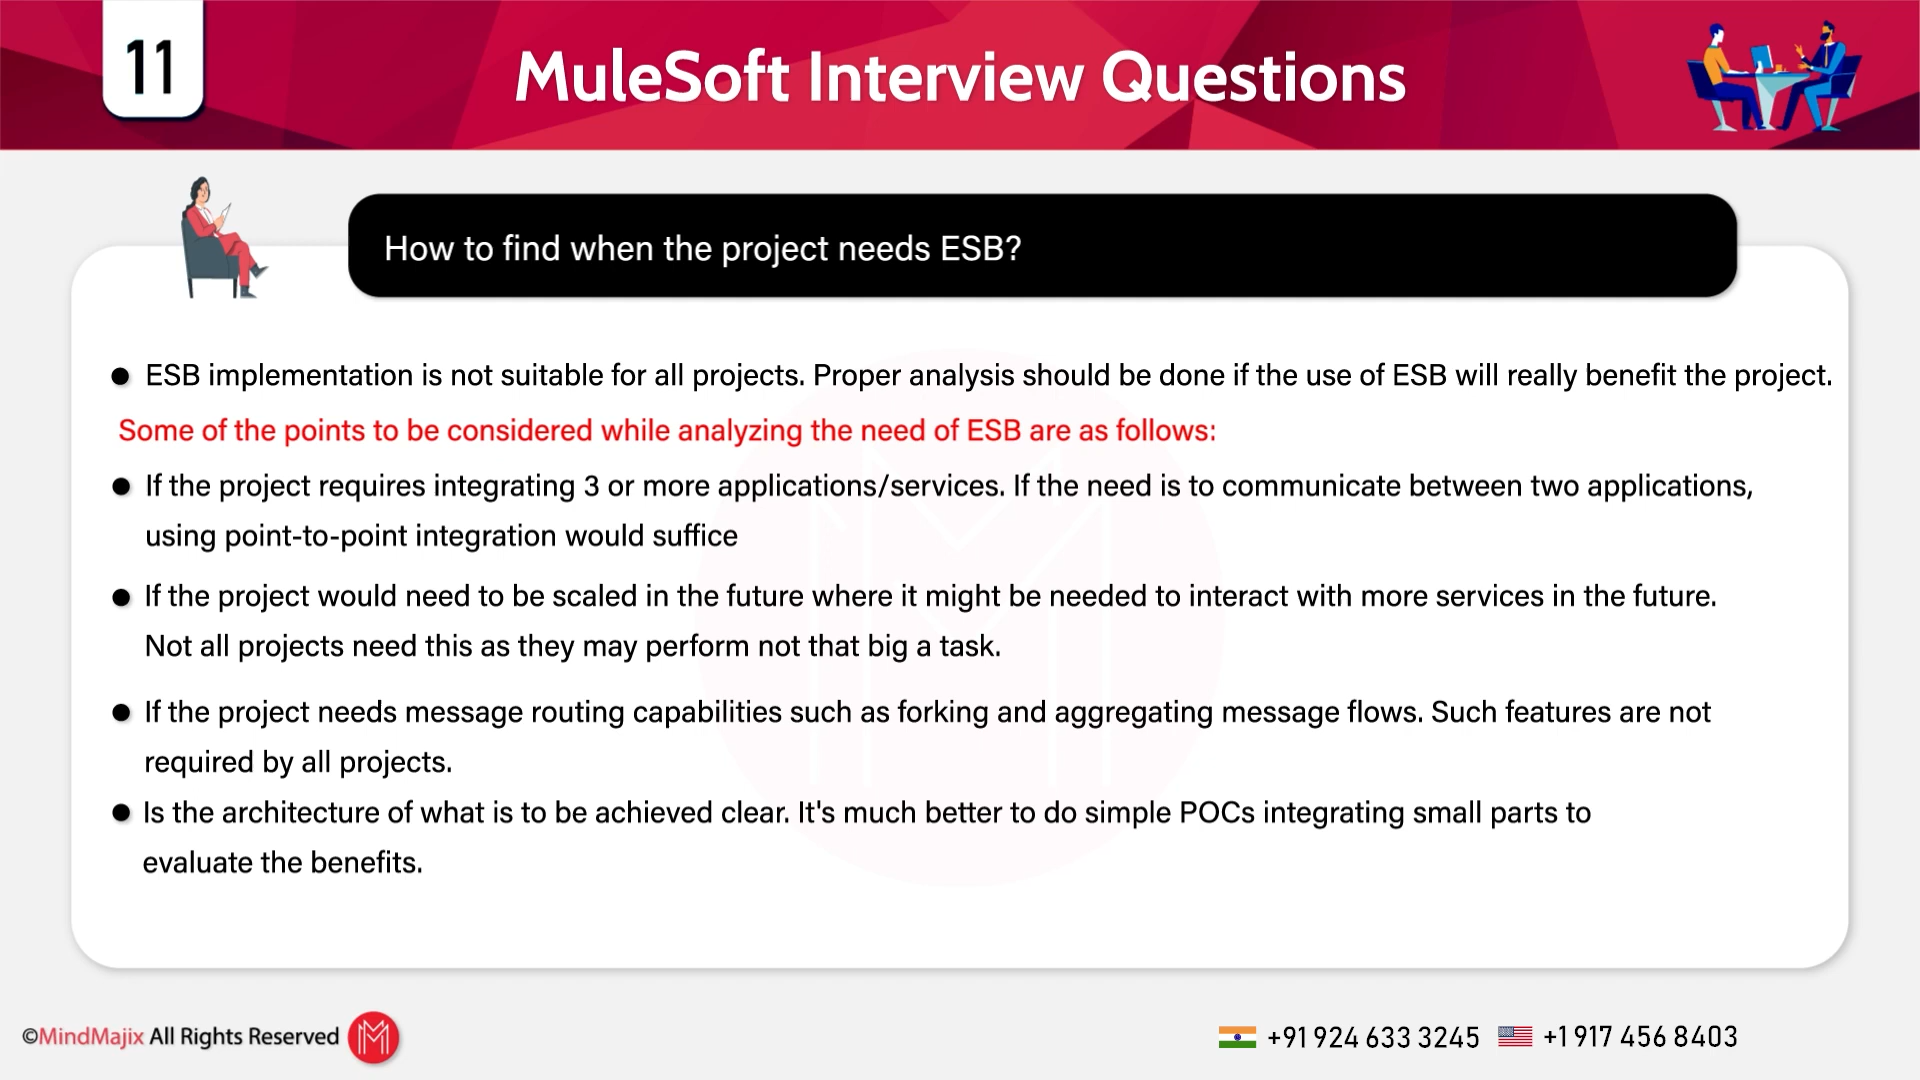 11
MuleSoft Interview Questions
How to find when the project needs ESB?
● ESB implementation is not suitable for all projects. Proper analysis should be done if the use of ESB will really benefit the project.
Some of the points to be considered while analyzing the need of ESB are as follows:
● If the project requires integrating 3 or more applications/services. If the need is to communicate between two applications,
using point-to-point integration would suffice
● If the project would need to be scaled in the future where it might be needed to interact with more services in the future.
Not all projects need this as they may perform not that big a task.
● If the project needs message routing capabilities such as forking and aggregating message flows. Such features are not
required by all projects.
● Is the architecture of what is to be achieved clear. It's much better to do simple POCs integrating small parts to
evaluate the benefits.
©MindMajix All Rights Reserved
+91 924 633 3245
+1 917 456 8403